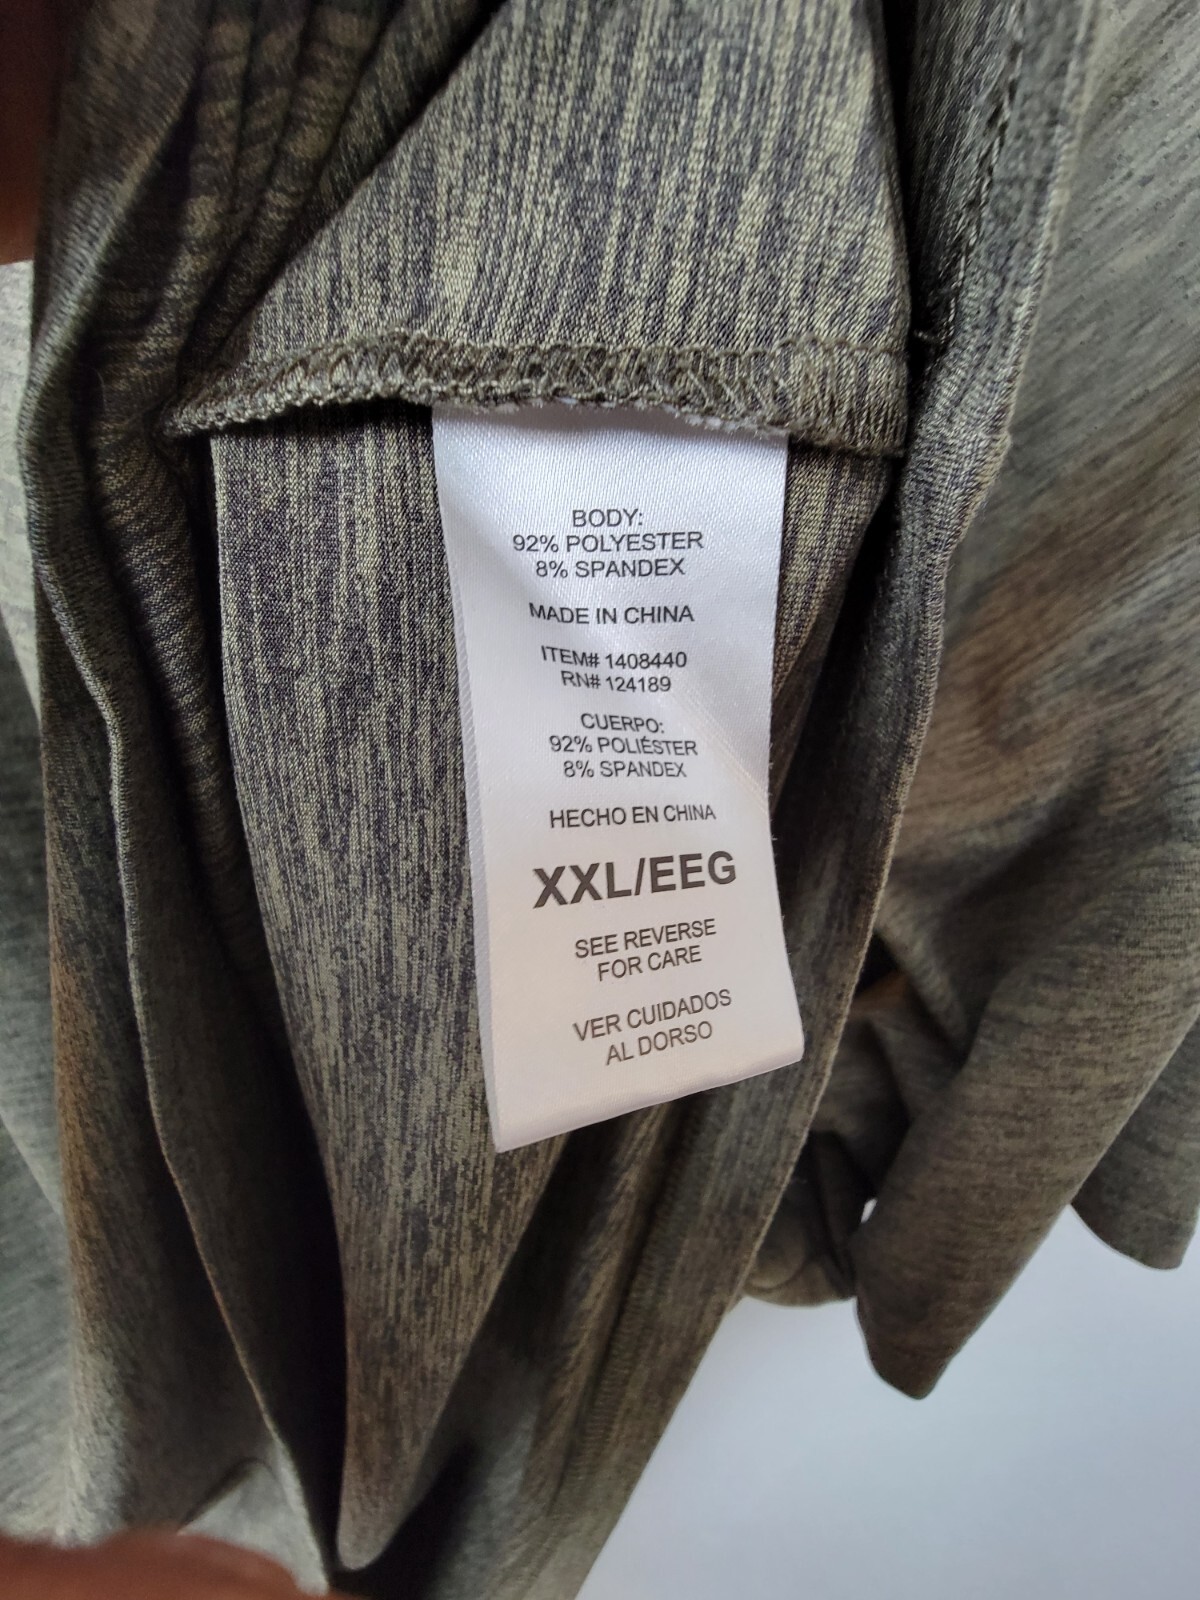 BODY:
92% POLYESTER
8% SPANDEX
MADE IN CHINA
ITEM# 1408440
RN# 124189
CUERPO:
92% POLIÉSTER
8% SPANDEX
HECHO EN CHINA
XXL/EEG
SEE REVERSE
FOR CARE
VER CUIDADOS
AL DORSO